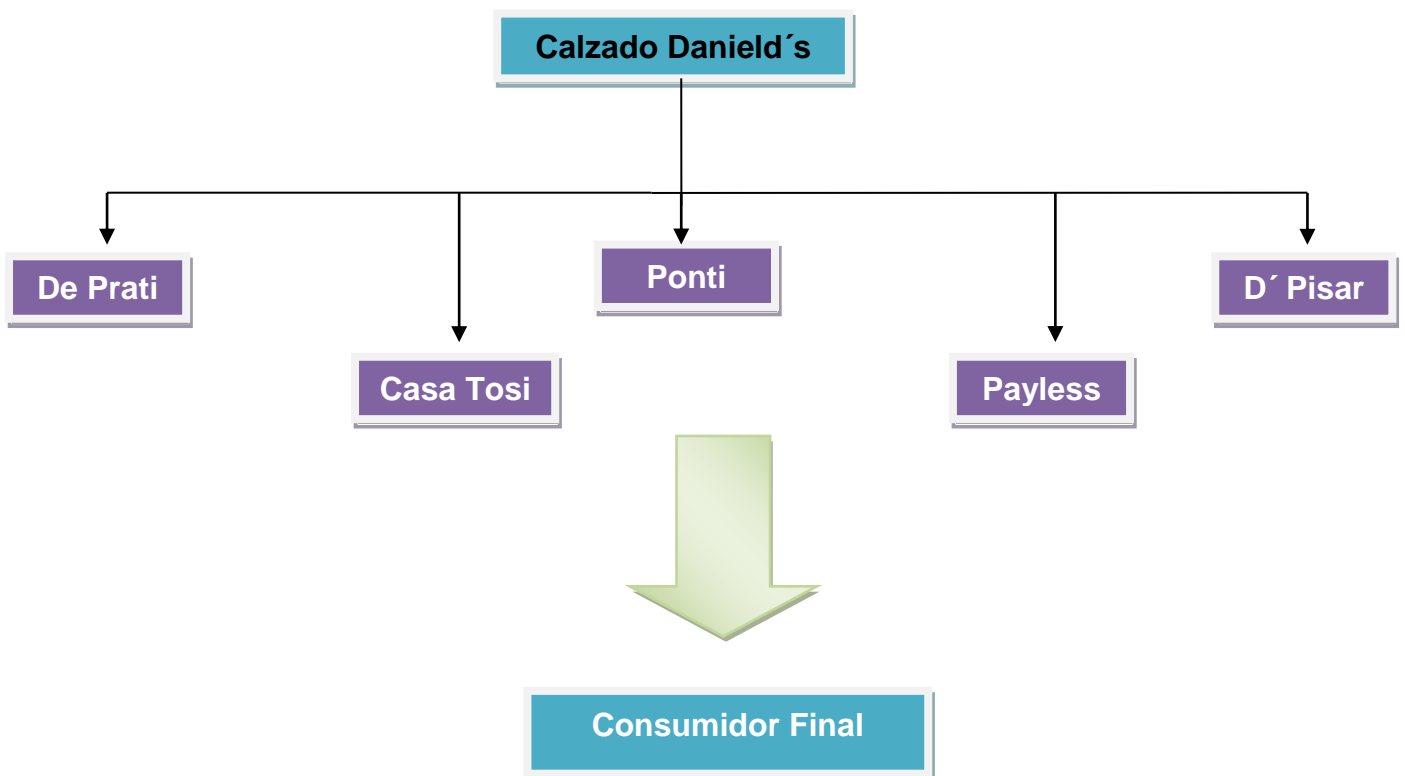 Calzado Danield´s
De Prati
Ponti
D´ Pisar
Casa Tosi
Payless
Consumidor Final